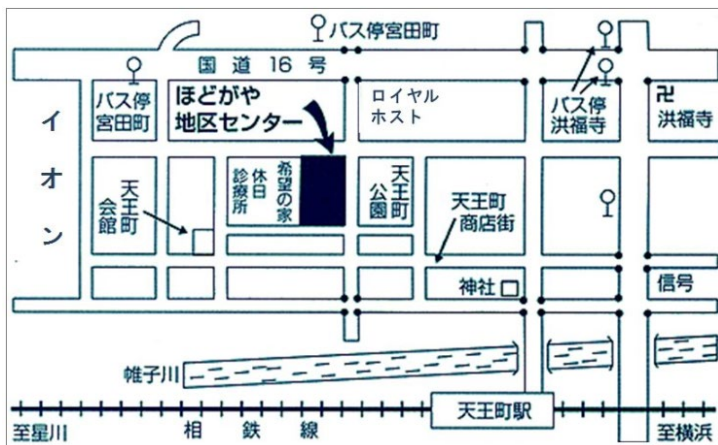 バス停宮田町
国道16号
バス停
宮田町
ほどがや
地区センター
ロイヤル
ホスト
バス停
洪福寺
卍
洪福寺
イオン
天王町
会館
休日
診療所
希望の家
天王町
公園
天王町
商店街
神社
信号
帷子川
天王町駅
至星川
相鉄線
至横浜